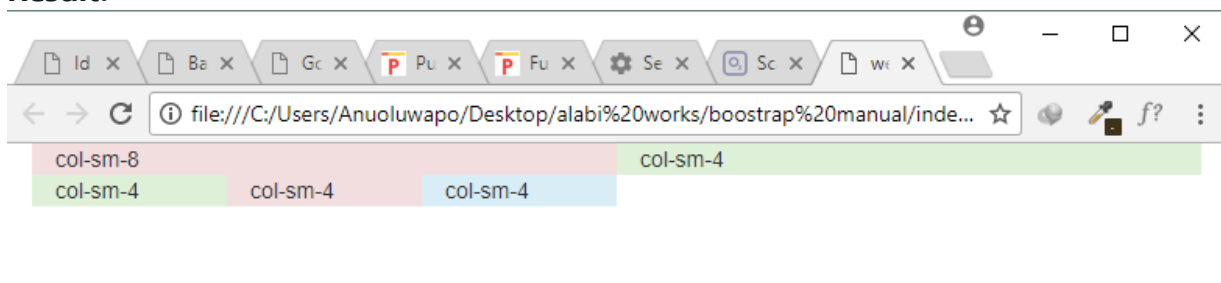 Result:
Id Ba Go Pu Fu Se Sc we
file:///C:/Users/Anuoluwapo/Desktop/alabi%20works/boostrap%20manual/inde... f?
col-sm-8 col-sm-4
col-sm-4 col-sm-4 col-sm-4